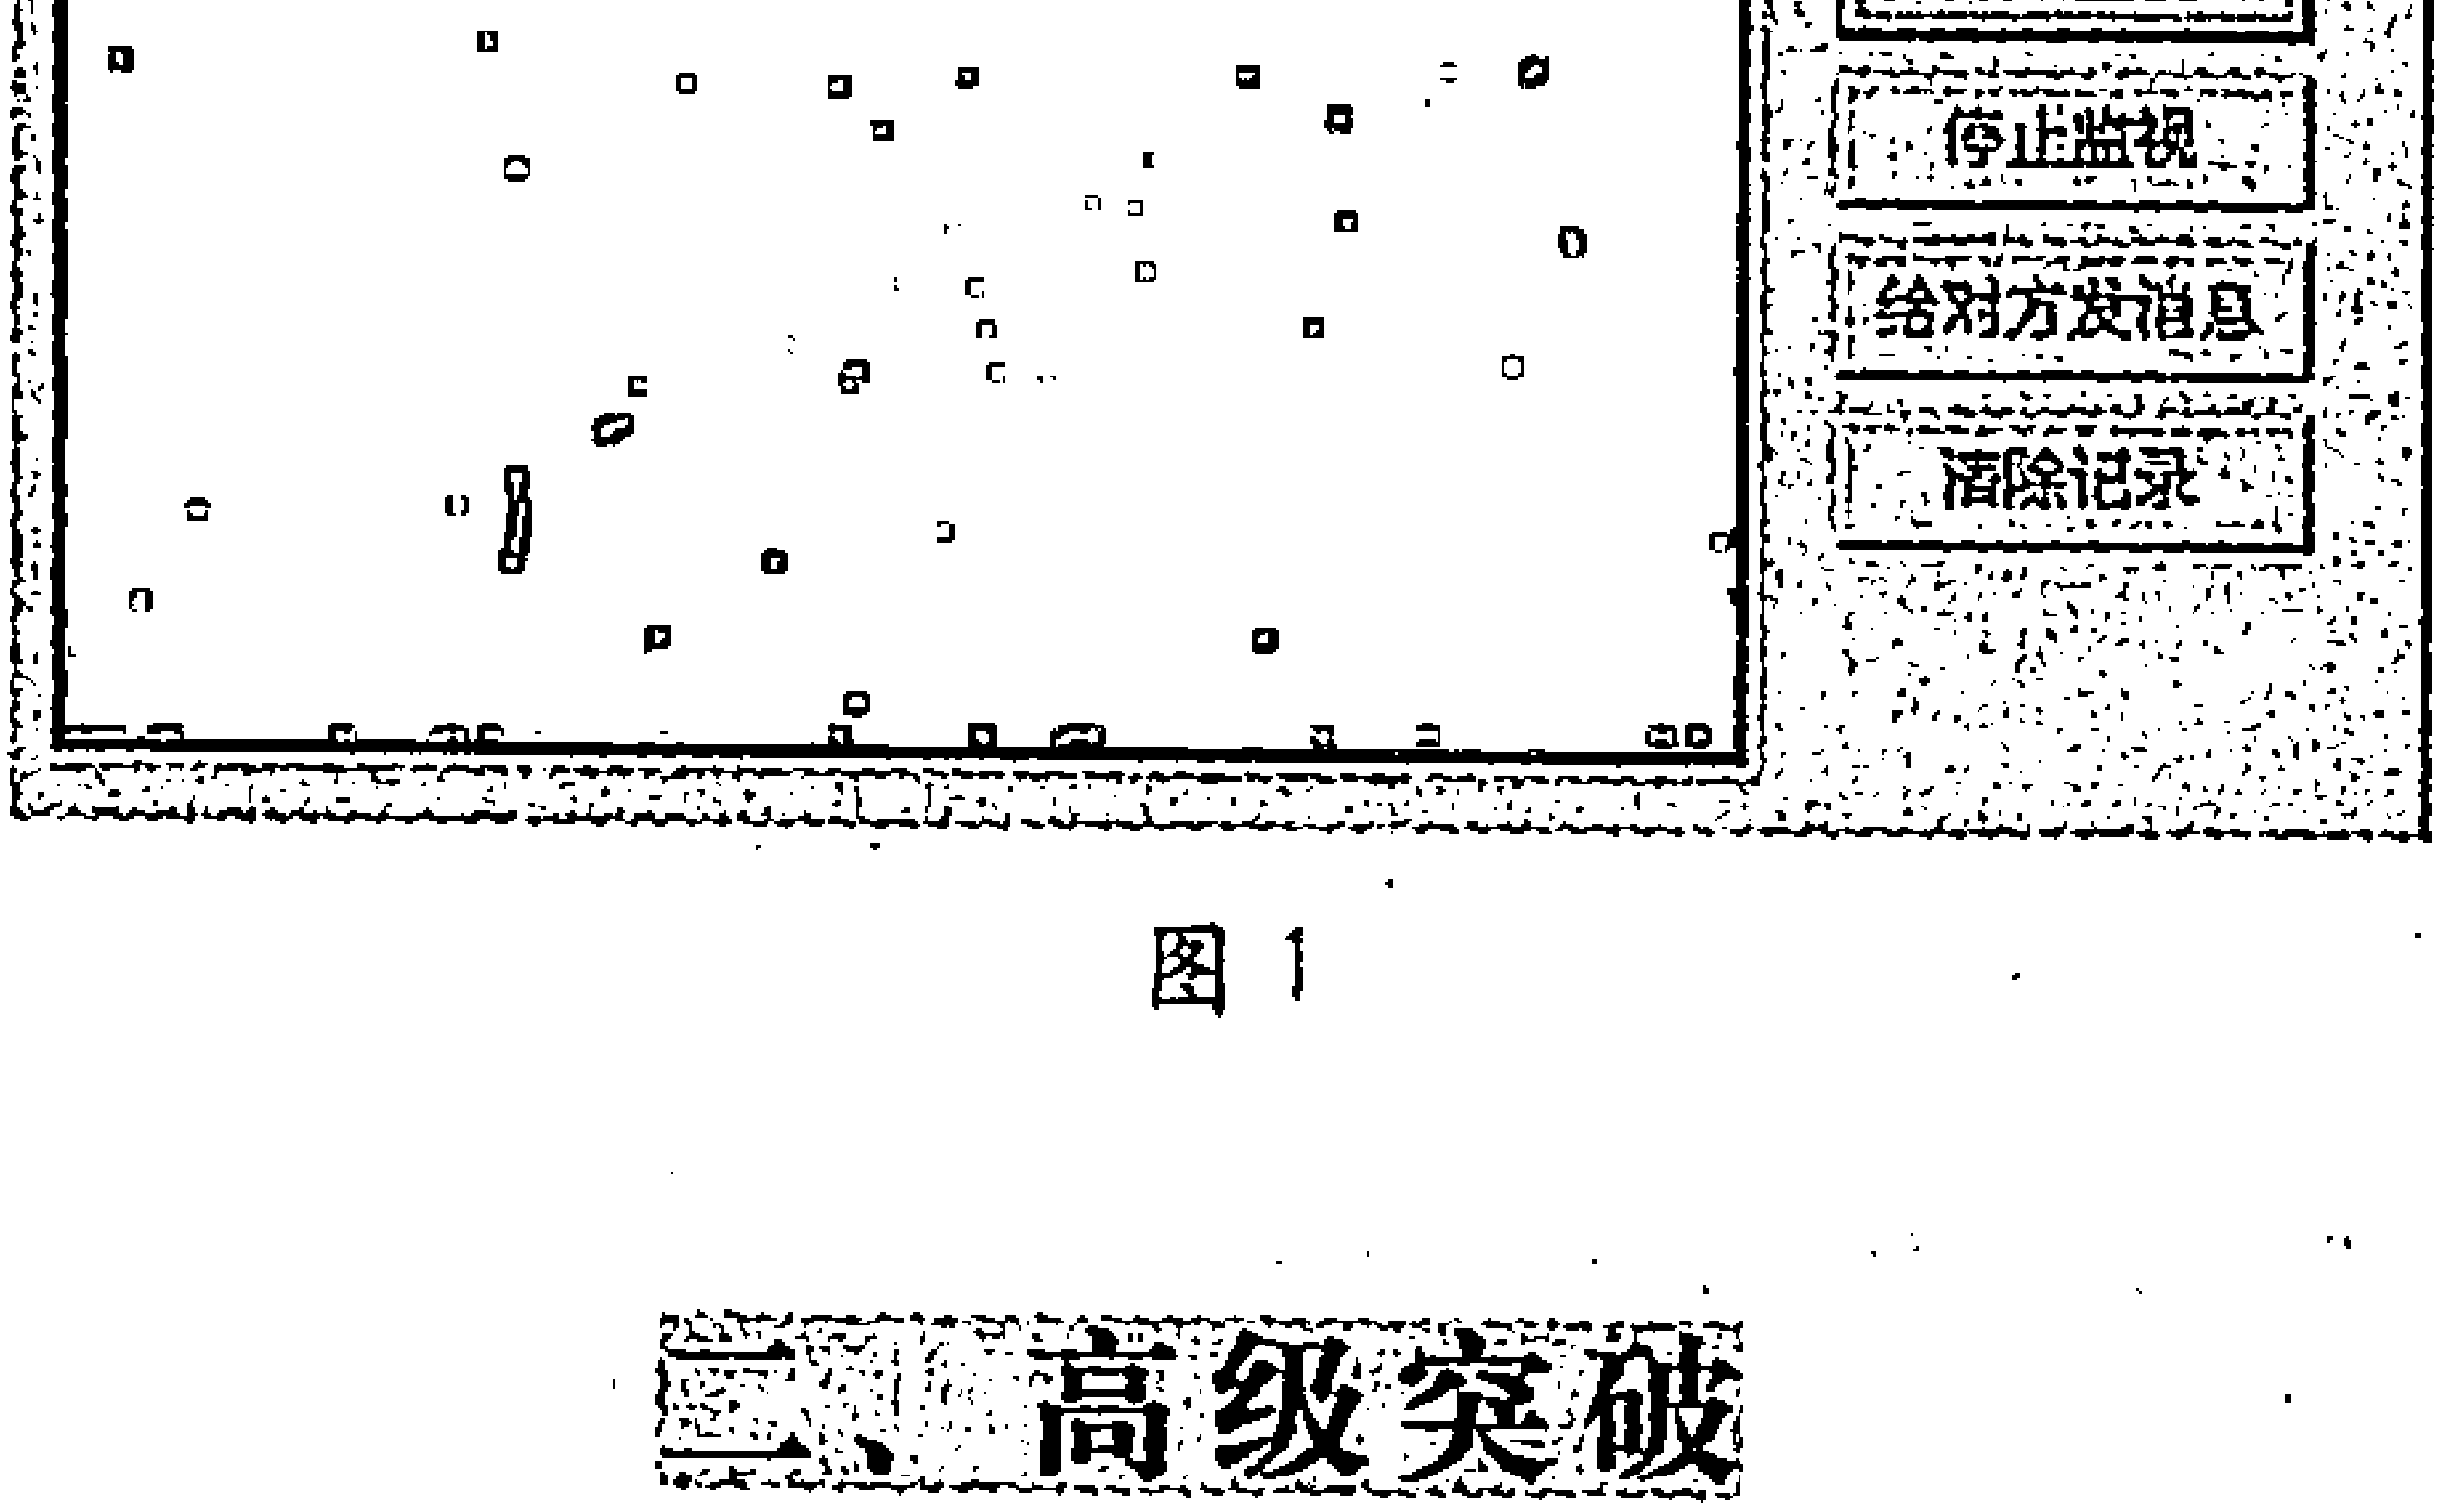 停止监视
给对方发消息
清除记录
图 1
二、高级突破